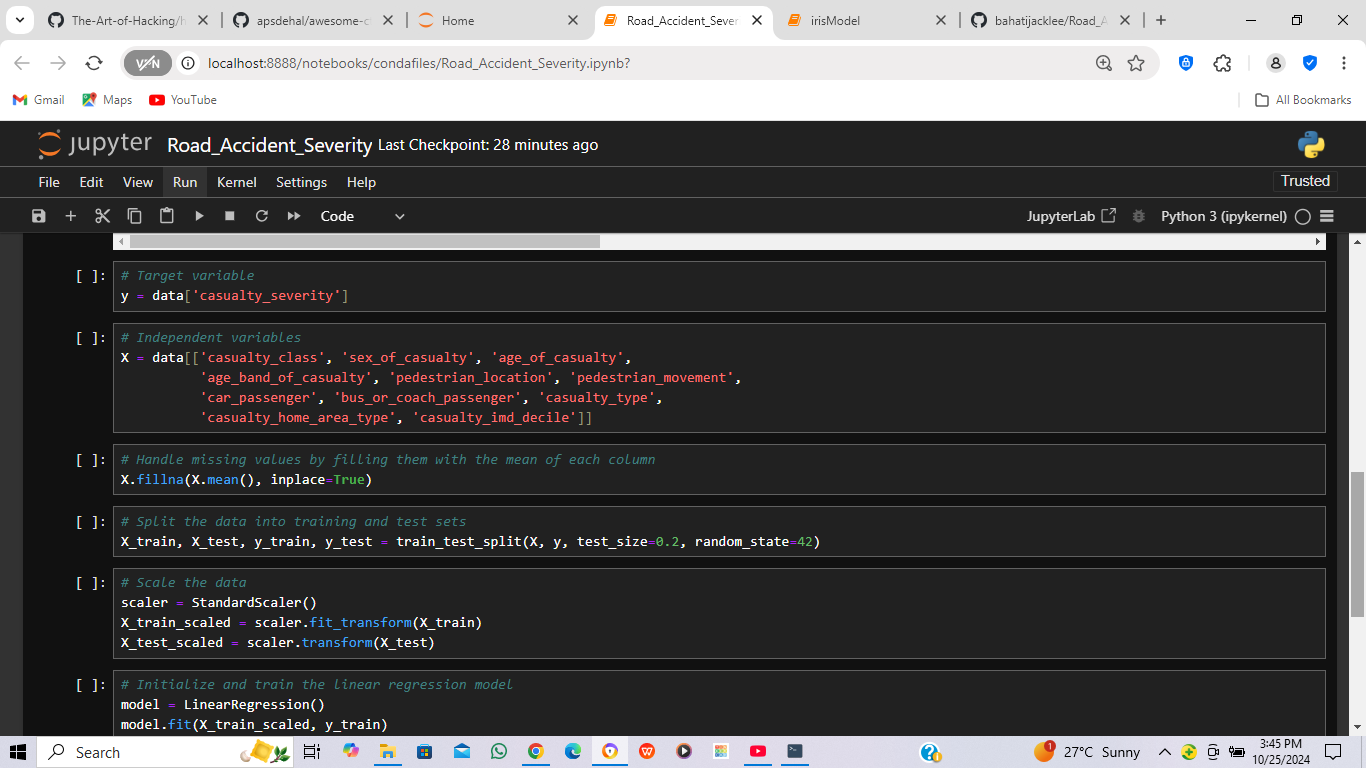 The-Art-of-Hacking/h
apsdehal/awesome-c
Home
Road_Accident_Sever
irisModel
bahatijacklee/Road_A
VPN
localhost:8888/notebooks/condafiles/Road_Accident_Severity.ipynb?
Gmail
Maps
YouTube
All Bookmarks
jupyter Road_Accident_Severity Last Checkpoint: 28 minutes ago
File Edit View Run Kernel Settings Help
Trusted
Code
JupyterLab
Python 3 (ipykernel)
[ ]: # Target variable
y = data['casualty_severity']
[ ]: # Independent variables
X = data[['casualty_class', 'sex_of_casualty', 'age_of_casualty',
'age_band_of_casualty', 'pedestrian_location', 'pedestrian_movement',
'car_passenger', 'bus_or_coach_passenger', 'casualty_type',
'casualty_home_area_type', 'casualty_imd_decile']]
[ ]: # Handle missing values by filling them with the mean of each column
X.fillna(X.mean(), inplace=True)
[ ]: # Split the data into training and test sets
X_train, X_test, y_train, y_test = train_test_split(X, y, test_size=0.2, random_state=42)
[ ]: # Scale the data
scaler = StandardScaler()
X_train_scaled = scaler.fit_transform(X_train)
X_test_scaled = scaler.transform(X_test)
[ ]: # Initialize and train the linear regression model
model = LinearRegression()
model.fit(X_train_scaled, y_train)
Search
1
27°C Sunny
3:45 PM
10/25/2024